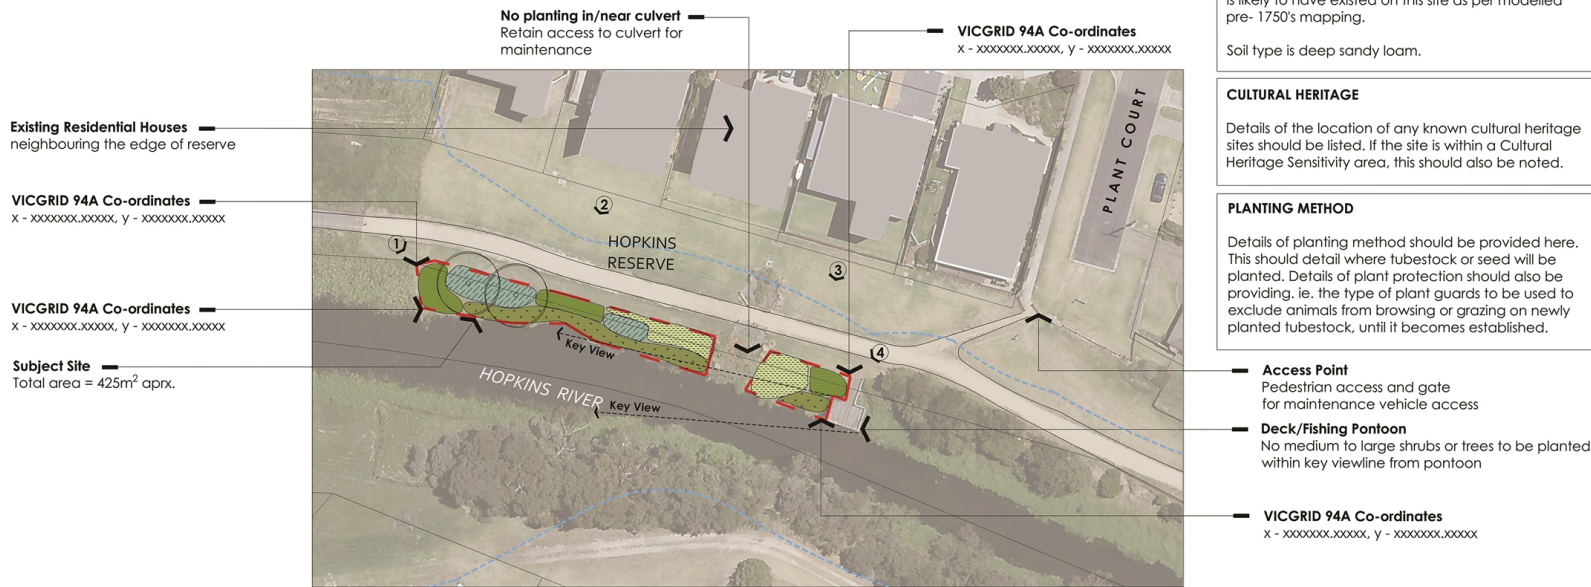 No planting in/near culvert
Retain access to culvert for
maintenance
VICGRID 94A Co-ordinates
x - xxxxxxx.xxxxx, y - xxxxxxx.xxxxx
Existing Residential Houses
neighbouring the edge of reserve
VICGRID 94A Co-ordinates
x - xxxxxxx.xxxxx, y - xxxxxxx.xxxxx
VICGRID 94A Co-ordinates
x - xxxxxxx.xxxxx, y - xxxxxxx.xxxxx
Subject Site
Total area = 425m² aprx.
PLANT COURT
2
HOPKINS
RESERVE
1
3
4
Key View
HOPKINS RIVER
Key View
is likely to have existed on this site as per modelled
pre- 1750's mapping.
Soil type is deep sandy loam.
CULTURAL HERITAGE
Details of the location of any known cultural heritage
sites should be listed. If the site is within a Cultural
Heritage Sensitivity area, this should also be noted.
PLANTING METHOD
Details of planting method should be provided here.
This should detail where tubestock or seed will be
planted. Details of plant protection should also be
providing. ie. the type of plant guards to be used to
exclude animals from browsing or grazing on newly
planted tubestock, until it becomes established.
Access Point
Pedestrian access and gate
for maintenance vehicle access
Deck/Fishing Pontoon
No medium to large shrubs or trees to be planted
within key viewline from pontoon
VICGRID 94A Co-ordinates
x - xxxxxxx.xxxxx, y - xxxxxxx.xxxxx